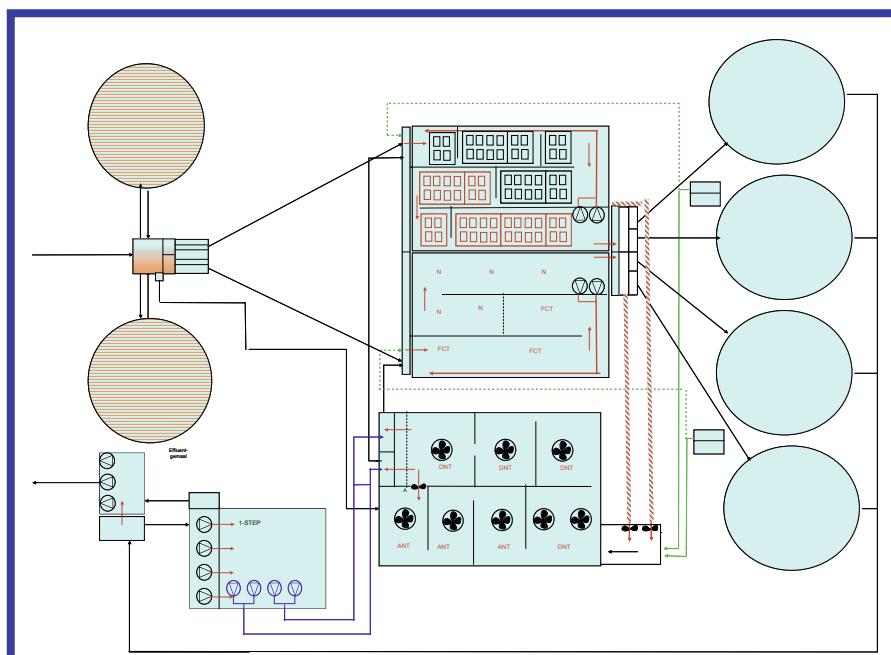 N N N
N N FCT
FCT FCT
Effluent-
gemaal
DNT DNT DNT
A
1-STEP
ANT ANT ANT DNT